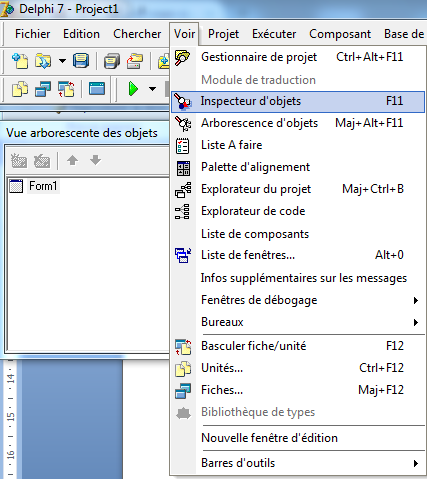 Delphi 7 - Project1
Fichier Edition Chercher Voir Projet Exécuter Composant Base de
Gestionnaire de projet Ctrl+Alt+F11
Module de traduction
Inspecteur d'objets F11
Arborescence d'objets Maj+Alt+F11
Liste A faire
Palette d'alignement
Explorateur du projet Maj+Ctrl+B
Explorateur de code
Liste de composants
Liste de fenêtres... Alt+0
Infos supplémentaires sur les messages
Fenêtres de débogage
Bureaux
Basculer fiche/unité F12
Unités... Ctrl+F12
Fiches... Maj+F12
Bibliothèque de types
Nouvelle fenêtre d'édition
Barres d'outils
Vue arborescente des objets
Form1
14
15
16